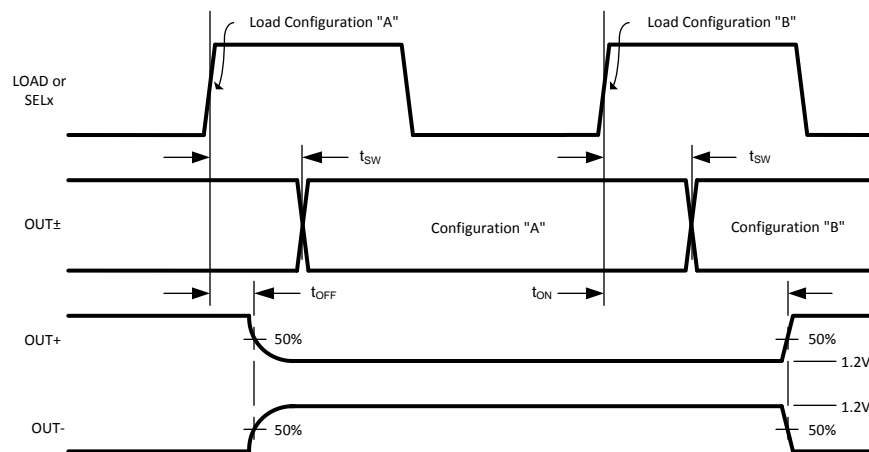 Load Configuration "A"
Load Configuration "B"
LOAD or
SELx
tSW
tSW
OUT±
Configuration "A"
Configuration "B"
tOFF
tON
OUT+
50%
50%
1.2V
1.2V
OUT-
50%
50%